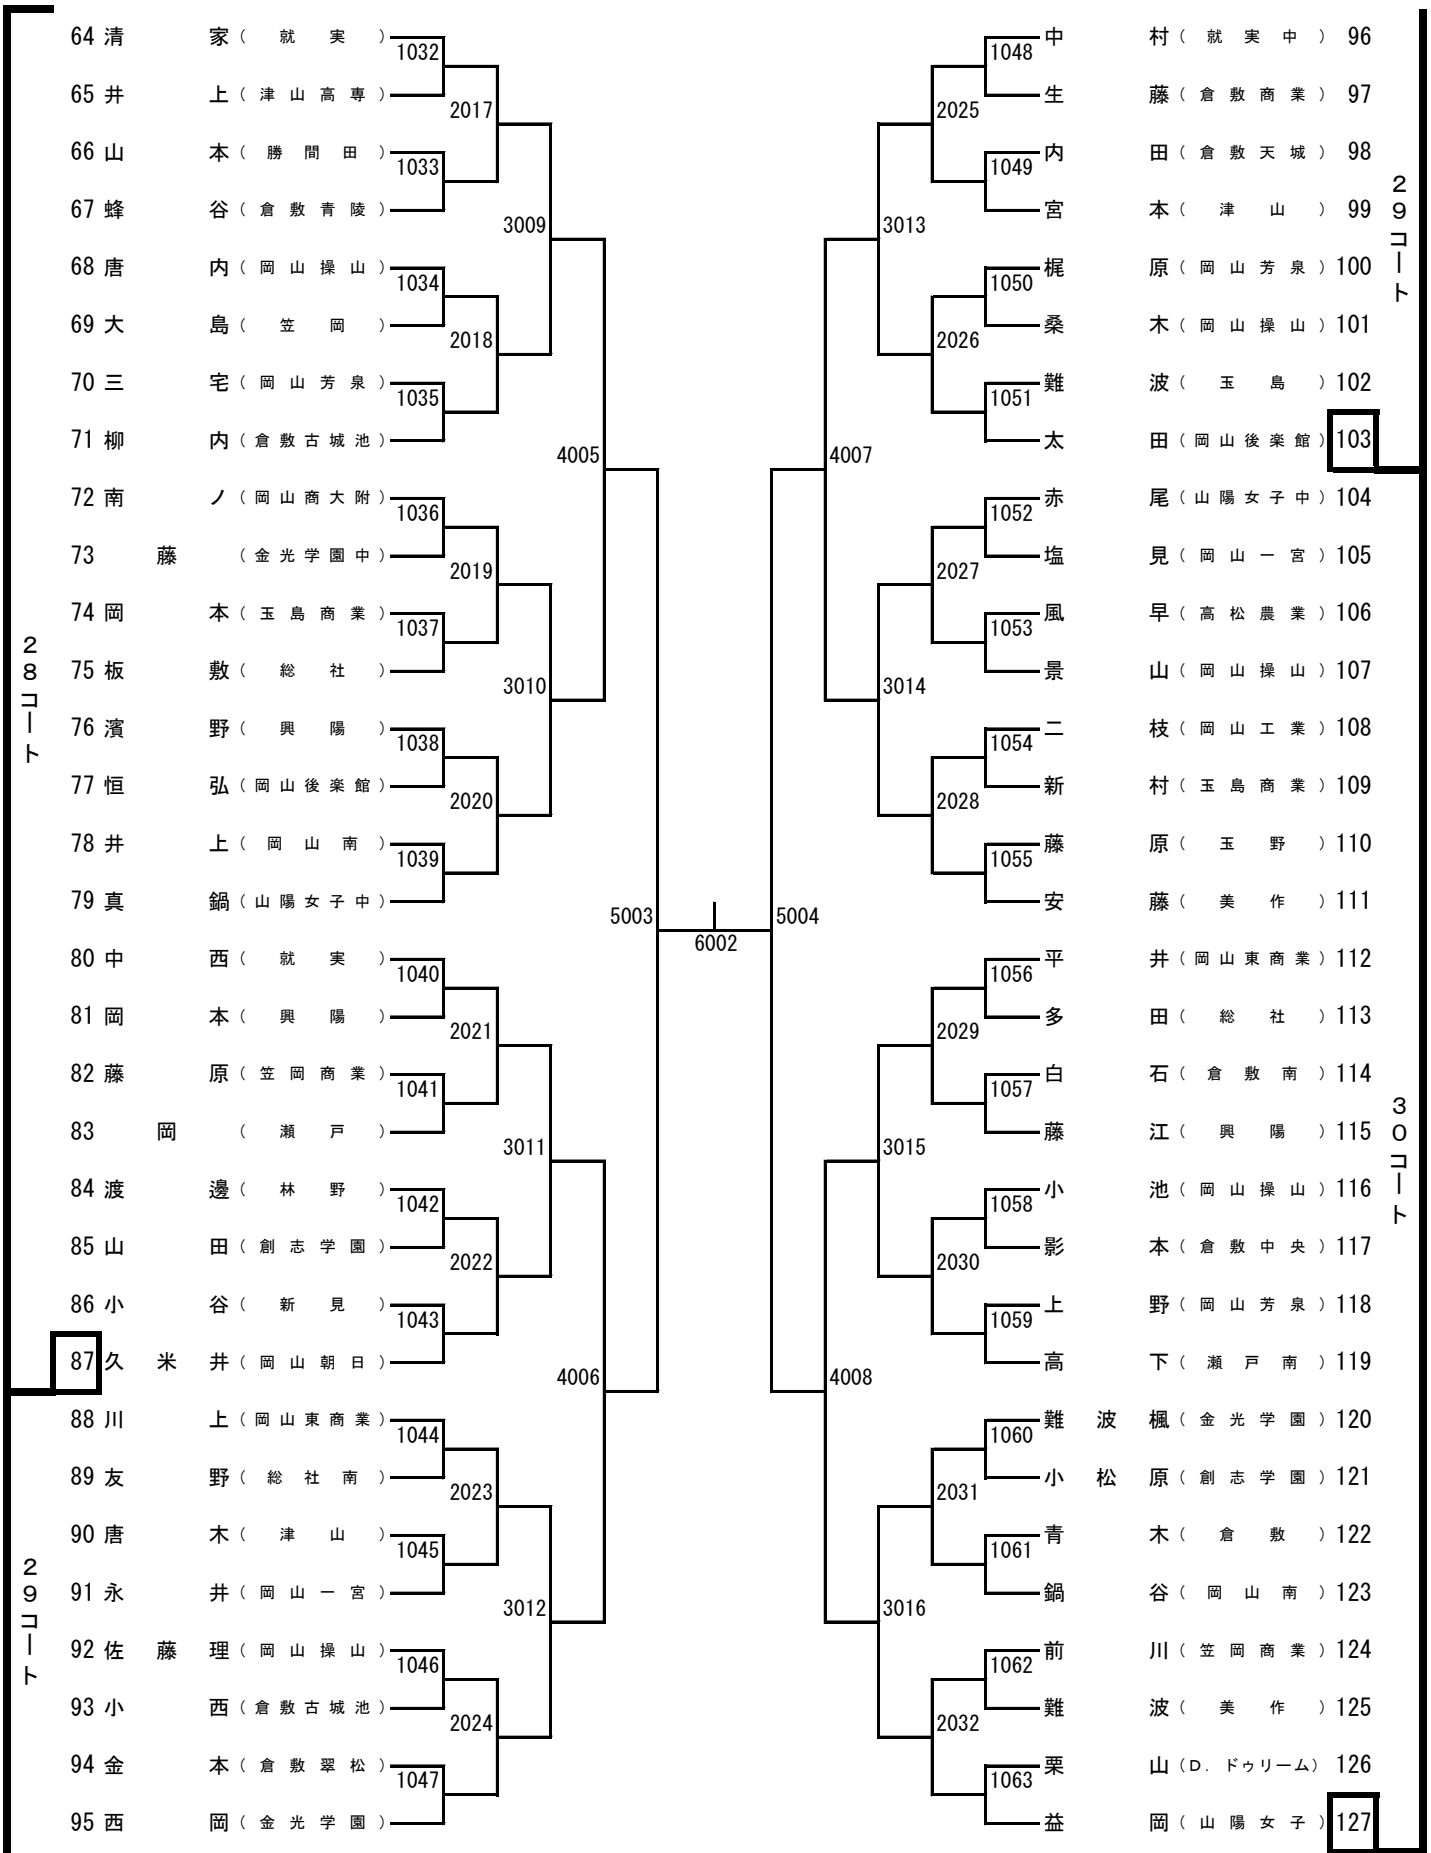 64 清家（就実）
65 井上（津山高専）
66 山本（勝間田）
67 蜂谷（倉敷青陵）
68 唐内（岡山操山）
69 大島（笠岡）
70 三宅（岡山芳泉）
71 柳内（倉敷古城池）
72 南ノ（岡山商大附）
73 藤（金光学園中）
74 岡本（玉島商業）
75 板敷（総社）
76 濱野（興陽）
77 恒弘（岡山後楽館）
78 井上（岡山南）
79 真鍋（山陽女子中）
80 中西（就実）
81 岡本（興陽）
82 藤原（笠岡商業）
83 岡（瀬戸）
84 渡邊（林野）
85 山田（創志学園）
86 小谷（新見）
87 久米井（岡山朝日）
88 川上（岡山東商業）
89 友野（総社南）
90 唐木（津山）
91 永井（岡山一宮）
92 佐藤理（岡山操山）
93 小西（倉敷古城池）
94 金本（倉敷翠松）
95 西岡（金光学園）
28コート
29コート
1032
1033
1034
1035
1036
1037
1038
1039
1040
1041
1042
1043
1044
1045
1046
1047
2017
2018
2019
2020
2021
2022
2023
2024
3009
3010
3011
3012
4005
4006
5003
6002
5004
4007
4008
3013
3014
3015
3016
2025
2026
2027
2028
2029
2030
2031
2032
1048
1049
1050
1051
1052
1053
1054
1055
1056
1057
1058
1059
1060
1061
1062
1063
中村（就実中）96
生藤（倉敷商業）97
内田（倉敷天城）98
宮本（津山）99
梶原（岡山芳泉）100
桑木（岡山操山）101
難波（玉島）102
太田（岡山後楽館）103
赤尾（山陽女子中）104
塩見（岡山一宮）105
風早（高松農業）106
景山（岡山操山）107
二枝（岡山工業）108
新村（玉島商業）109
藤原（玉野）110
安藤（美作）111
平井（岡山東商業）112
多田（総社）113
白石（倉敷南）114
藤江（興陽）115
小池（岡山操山）116
影本（倉敷中央）117
上野（岡山芳泉）118
高下（瀬戸南）119
難波楓（金光学園）120
小松原（創志学園）121
青木（倉敷）122
鍋谷（岡山南）123
前川（笠岡商業）124
難波（美作）125
栗山（D．ドゥリーム）126
益岡（山陽女子）127
29コート
30コート